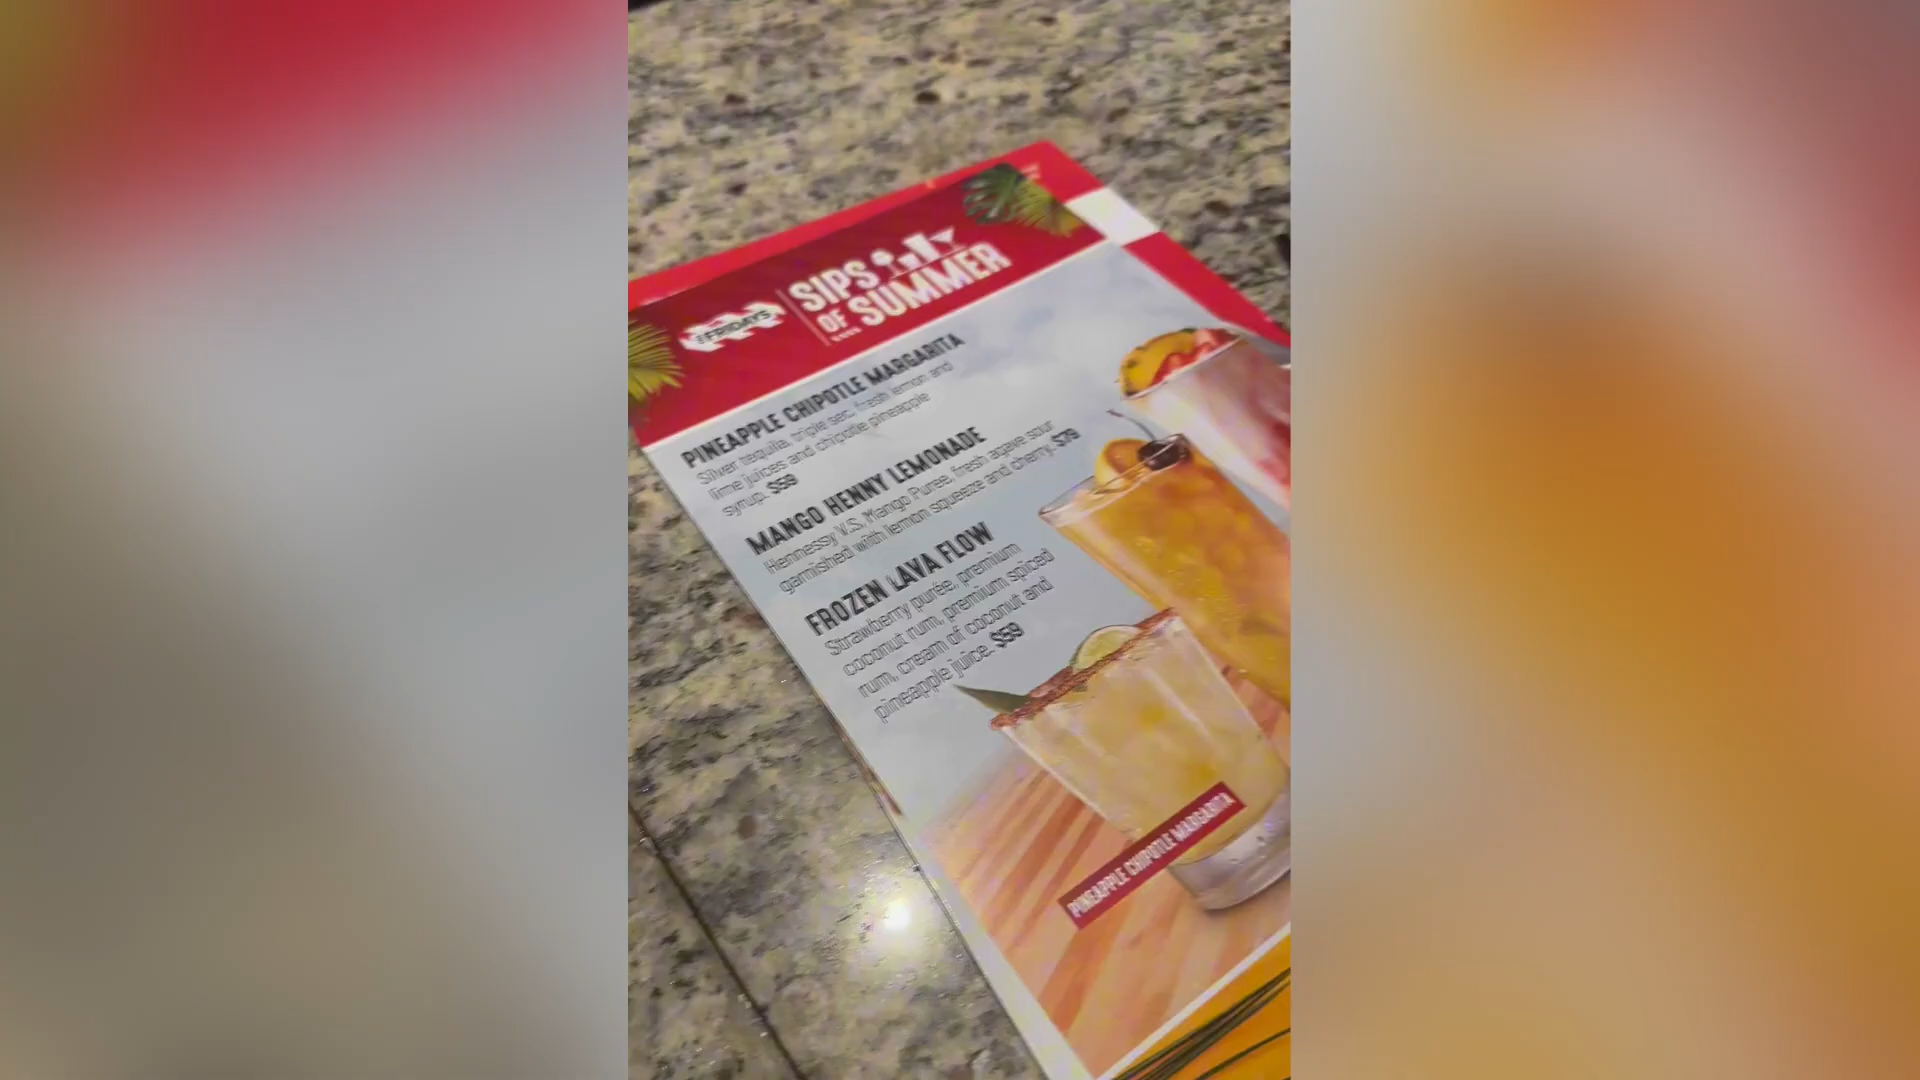 FRIDAYS
SIPS
OF SUMMER
PINEAPPLE CHIPOTLE MARGARITA
Silver tequila, triple sec, fresh lemon and
lime juices and chipotle pineapple
syrup. $59
MANGO HENNY LEMONADE
Hennessy V.S, Mango Puree, fresh agave sour
garnished with lemon squeeze and cherry. $79
FROZEN LAVA FLOW
Strawberry purée, premium
coconut rum, premium spiced
rum, cream of coconut and
pineapple juice. $59
PINEAPPLE CHIPOTLE MARGARITA